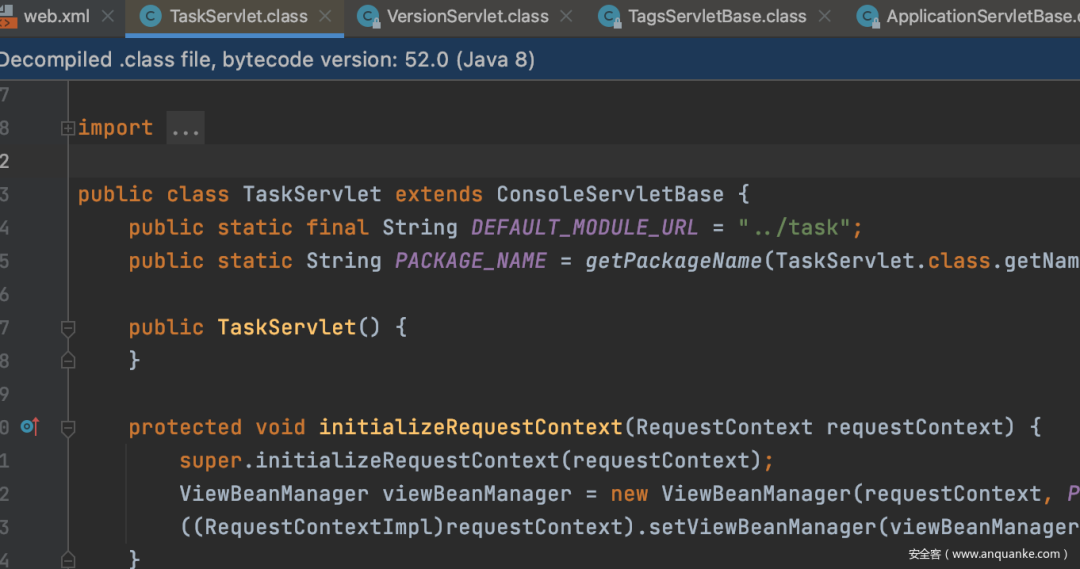 web.xml TaskServlet.class VersionServlet.class TagsServletBase.class ApplicationServletBase.
Decompiled .class file, bytecode version: 52.0 (Java 8)
7
8 import ...
2
3 public class TaskServlet extends ConsoleServletBase {
4 public static final String DEFAULT_MODULE_URL = "../task";
5 public static String PACKAGE_NAME = getPackageName(TaskServlet.class.getNam
6
7 public TaskServlet() {
8 }
9
0 protected void initializeRequestContext(RequestContext requestContext) {
1 super.initializeRequestContext(requestContext);
2 ViewBeanManager viewBeanManager = new ViewBeanManager(requestContext, P
3 ((RequestContextImpl)requestContext).setViewBeanManager(viewBeanManager
4 }
安全客（www.anquanke.com）